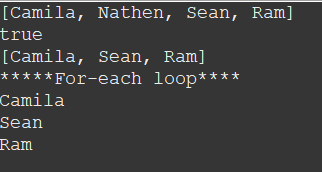 [Camila, Nathen, Sean, Ram]
true
[Camila, Sean, Ram]
*****For-each loop****
Camila
Sean
Ram